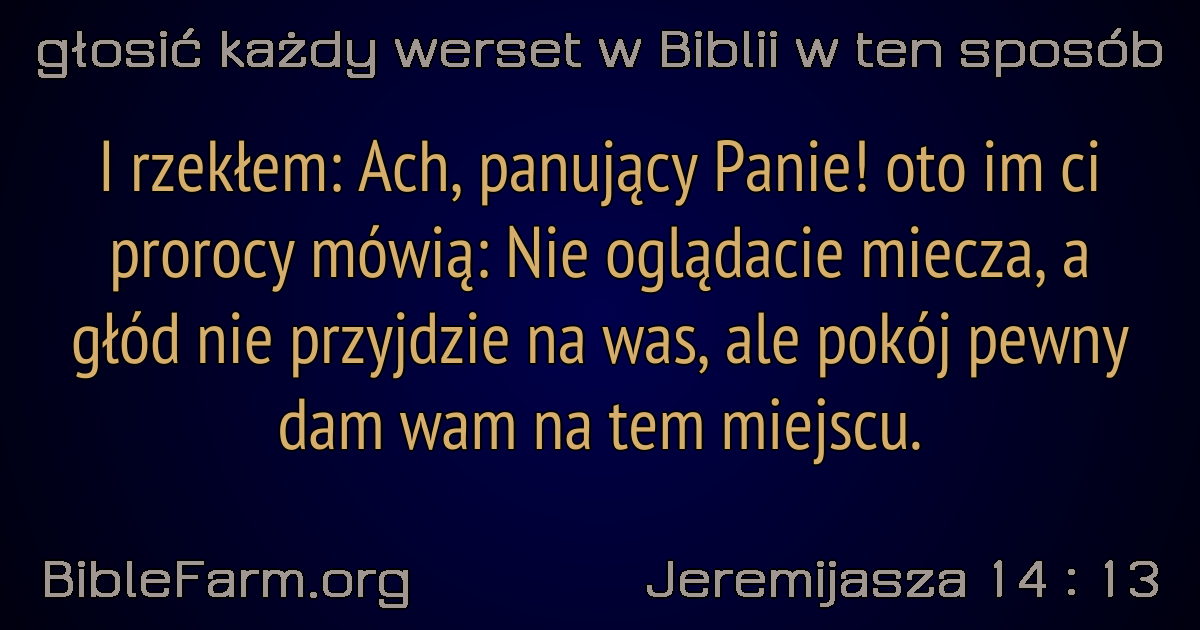 głosić każdy werset w Biblii w ten sposób
I rzekłem: Ach, panujący Panie! oto im ci
prorocy mówią: Nie oglądacie miecza, a
głód nie przyjdzie na was, ale pokój pewny
dam wam na tem miejscu.
BibleFarm.org
Jeremijasza 14 : 13